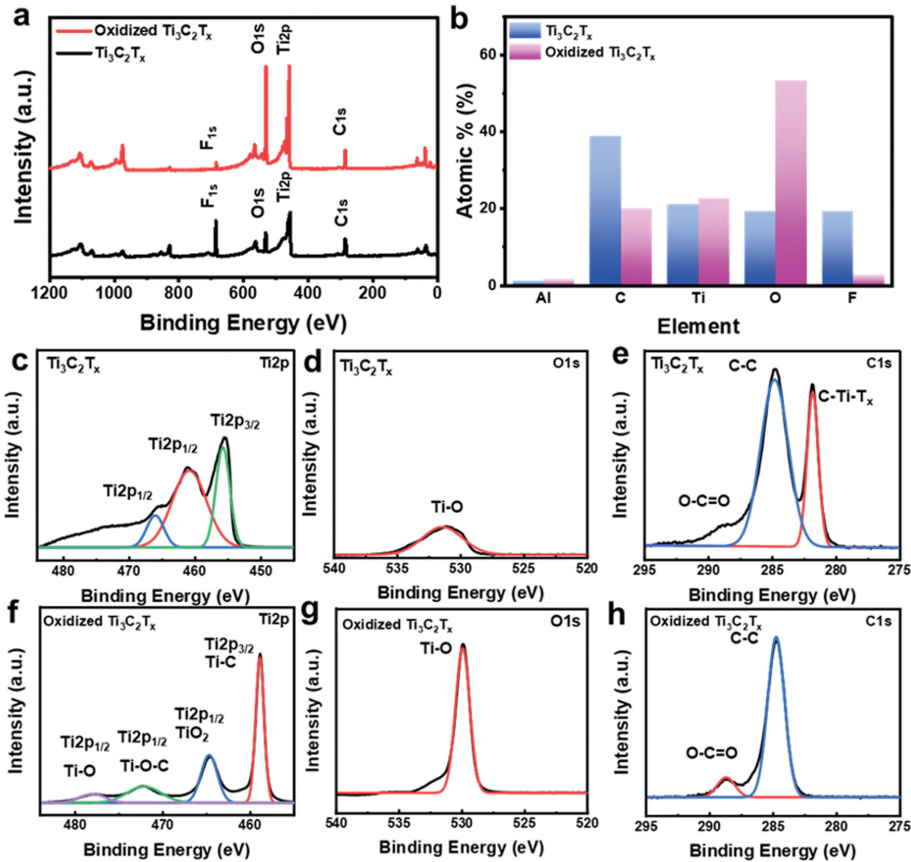 a
Oxidized Ti₃C₂Tₓ
Ti₃C₂Tₓ
O1s
Ti2p
F₁ₛ
C1s
F₁ₛ
O1s
Ti2p
C1s
Intensity (a.u.)
1200 1000 800 600 400 200 0
Binding Energy (eV)
b
Ti₃C₂Tₓ
Oxidized Ti₃C₂Tₓ
Atomic % (%)
60
40
20
0
Al C Ti O F
Element
c
Ti₃C₂Tₓ Ti2p
Ti2p₃/₂
Ti2p₁/₂
Ti2p₁/₂
Intensity (a.u.)
480 470 460 450
Binding Energy (eV)
d
Ti₃C₂Tₓ O1s
Ti-O
Intensity (a.u.)
540 535 530 525 520
Binding Energy (eV)
e
Ti₃C₂Tₓ C-C C1s
C-Ti-Tₓ
O-C=O
Intensity (a.u.)
295 290 285 280 275
Binding Energy (eV)
f
Oxidized Ti₃C₂Tₓ Ti2p
Ti2p₃/₂
Ti-C
Ti2p₁/₂
TiO₂
Ti2p₁/₂
Ti-O-C
Ti2p₁/₂
Ti-O
Intensity (a.u.)
480 470 460
Binding Energy (eV)
g
Oxidized Ti₃C₂Tₓ O1s
Ti-O
Intensity (a.u.)
540 535 530 525 520
Binding Energy (eV)
h
Oxidized Ti₃C₂Tₓ C1s
C-C
O-C=O
Intensity (a.u.)
295 290 285 280 275
Binding Energy (eV)